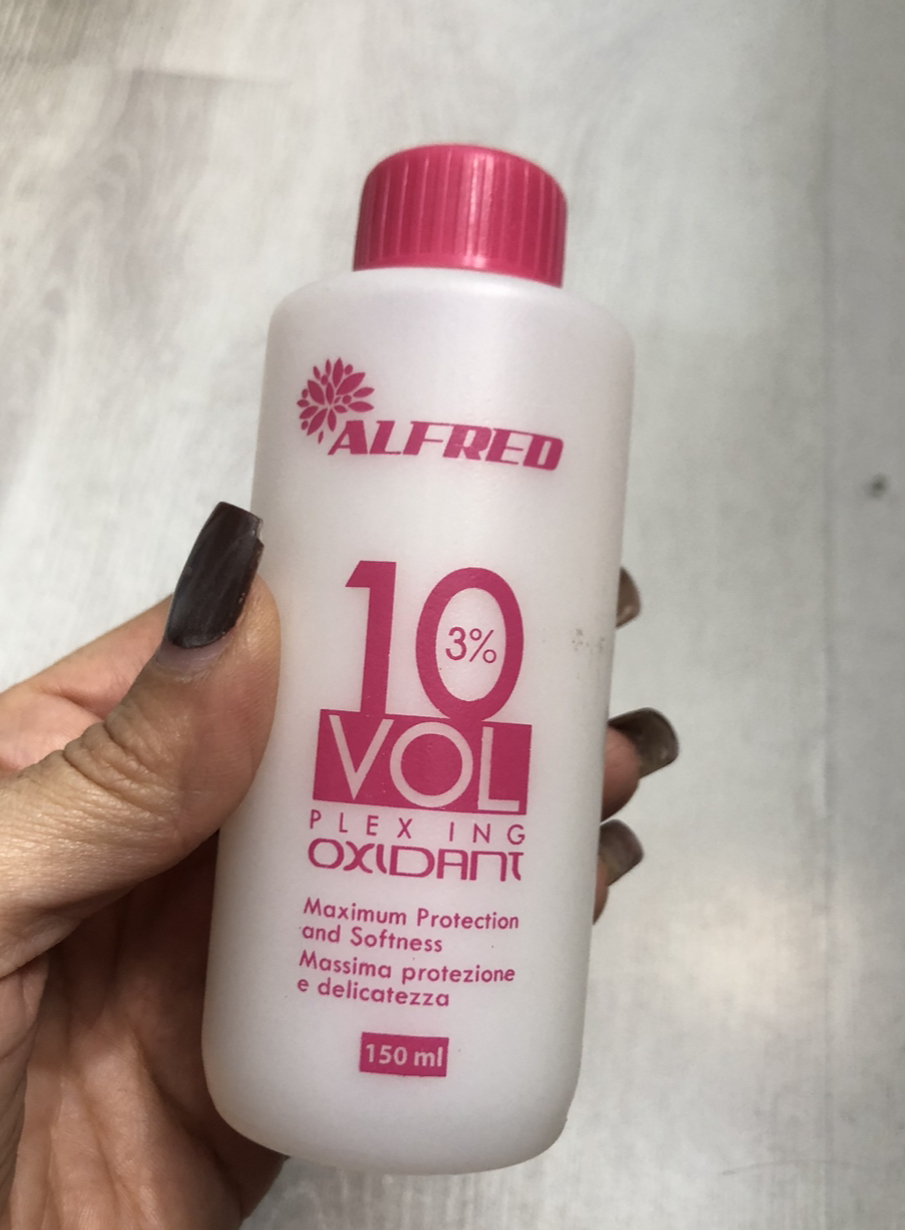 ALFRED
10
3%
VOL
PLEX ING
OXIDANT
Maximum Protection
and Softness
Massima protezione
e delicatezza
150 ml